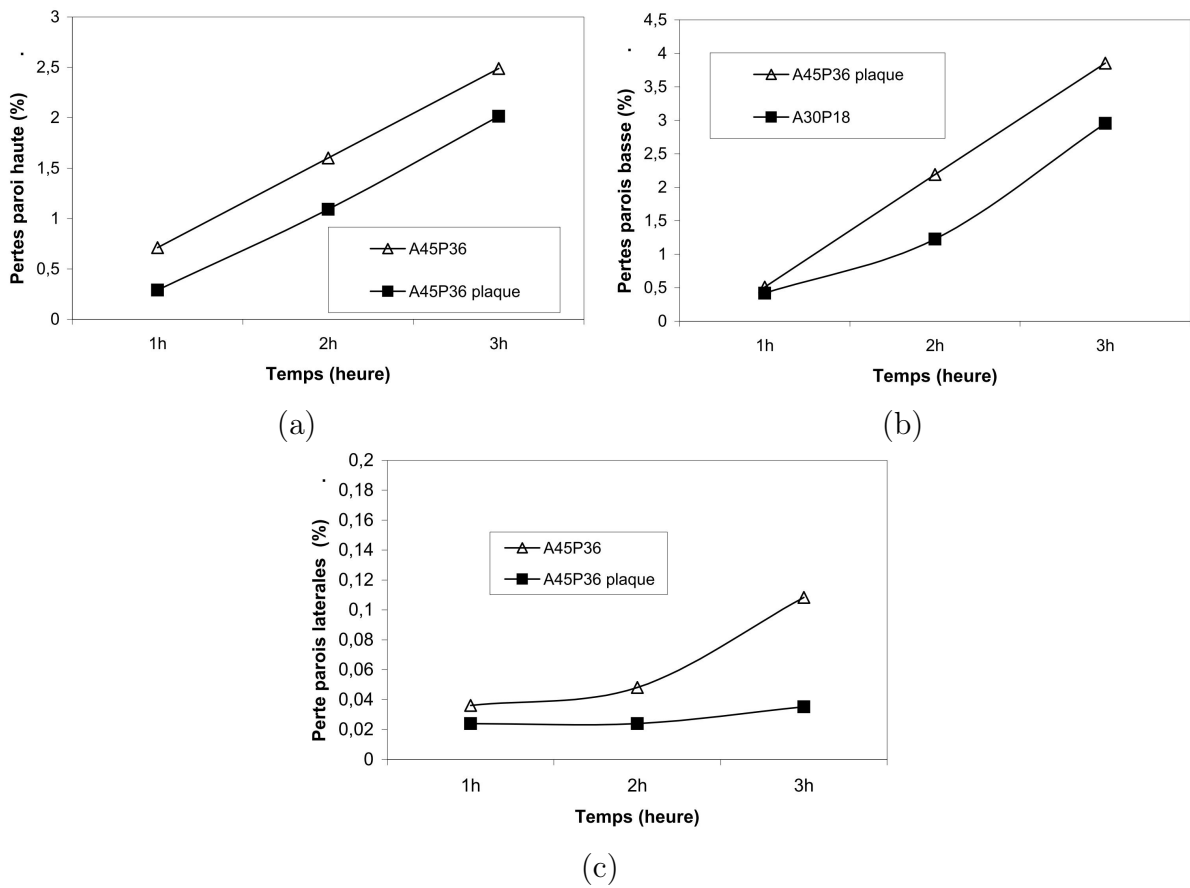 3
2,5
2
1,5
1
0,5
0
Pertes paroi haute (%)
A45P36
A45P36 plaque
1h 2h 3h
Temps (heure)
(a)
4,5
4
3,5
3
2,5
2
1,5
1
0,5
0
Pertes parois basse (%)
A45P36 plaque
A30P18
1h 2h 3h
Temps (heure)
(b)
0,2
0,18
0,16
0,14
0,12
0,1
0,08
0,06
0,04
0,02
0
Perte parois laterales (%)
A45P36
A45P36 plaque
1h 2h 3h
Temps (heure)
(c)